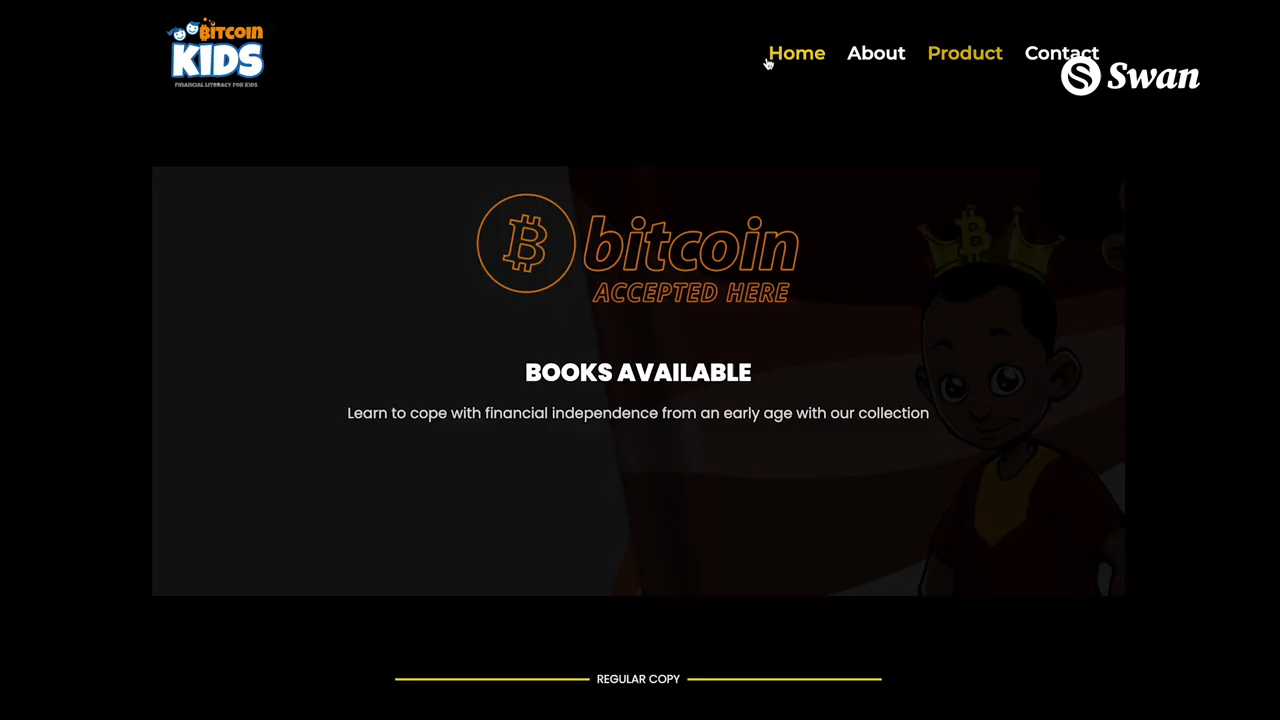 BITCOIN
KIDS
FINANCIAL LITERACY FOR KIDS
Home About Product Contact
Swan
bitcoin
ACCEPTED HERE
BOOKS AVAILABLE
Learn to cope with financial independence from an early age with our collection
REGULAR COPY